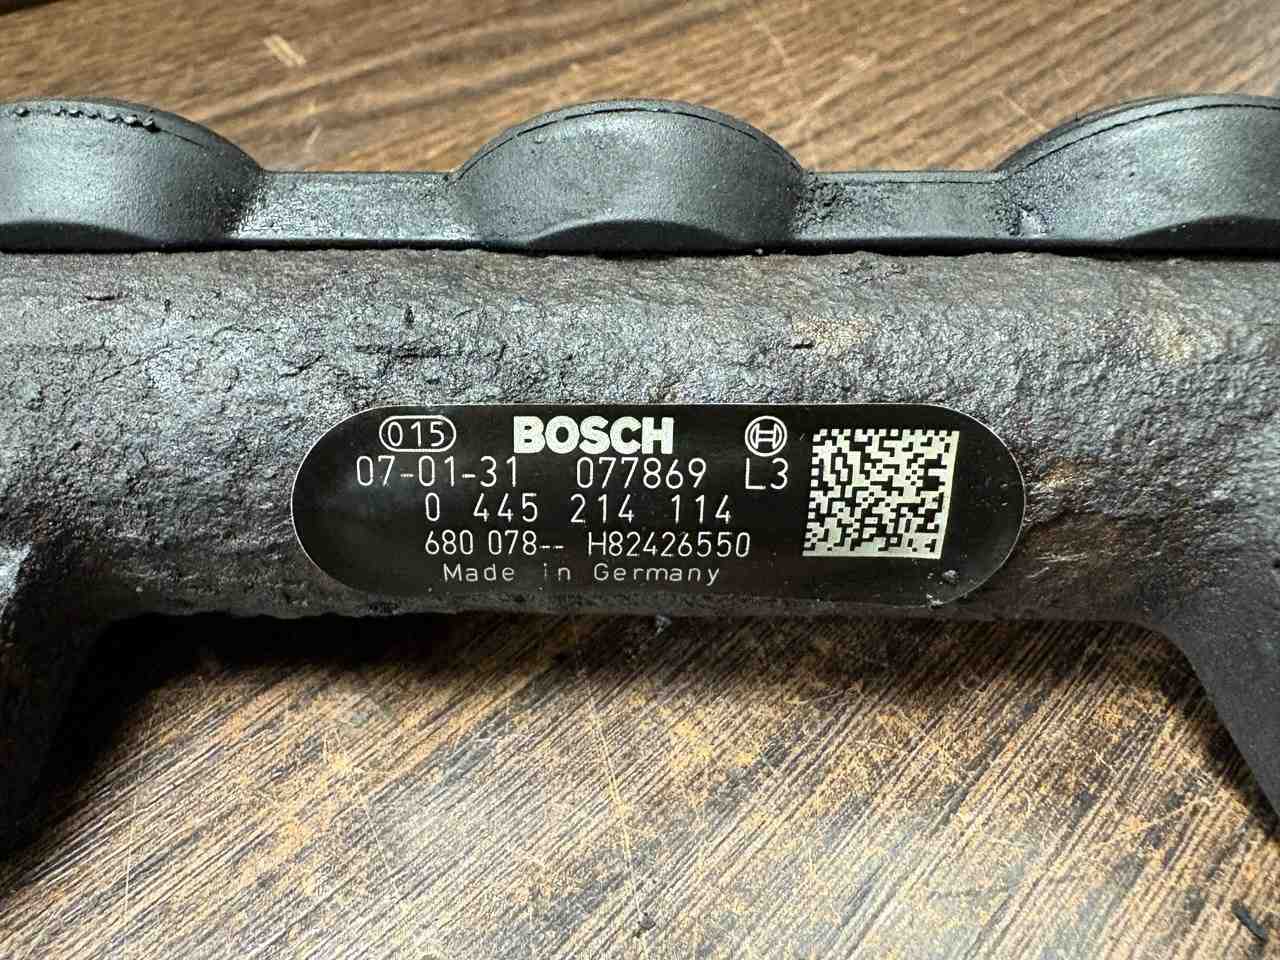 015 BOSCH H
07-01-31 077869 L3
0 445 214 114
680 078-- H82426550
Made in Germany